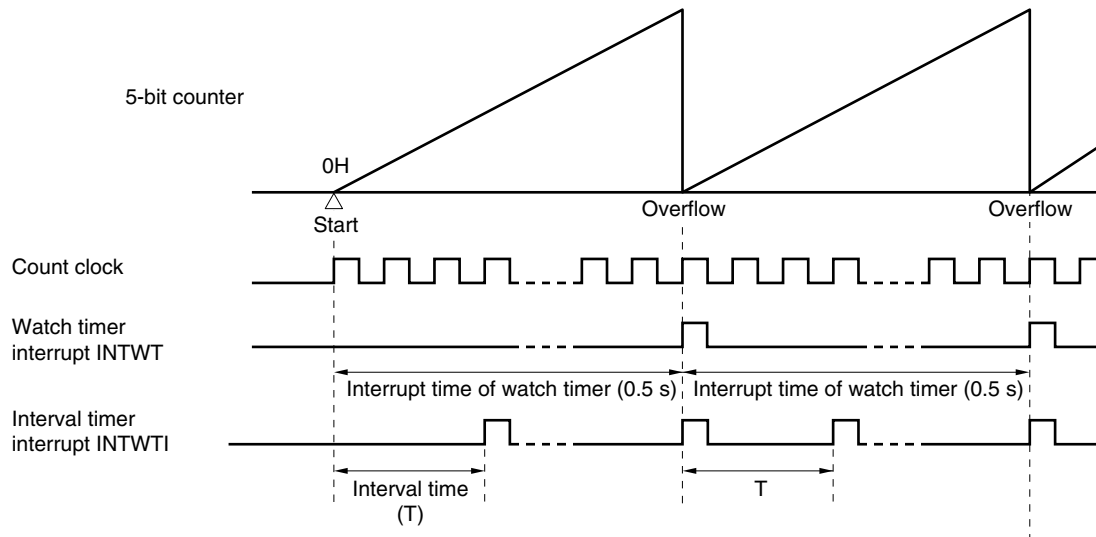 5-bit counter
0H
Start
Overflow
Overflow
Count clock
Watch timer
interrupt INTWT
Interrupt time of watch timer (0.5 s)
Interrupt time of watch timer (0.5 s)
Interval timer
interrupt INTWTI
Interval time
(T)
T